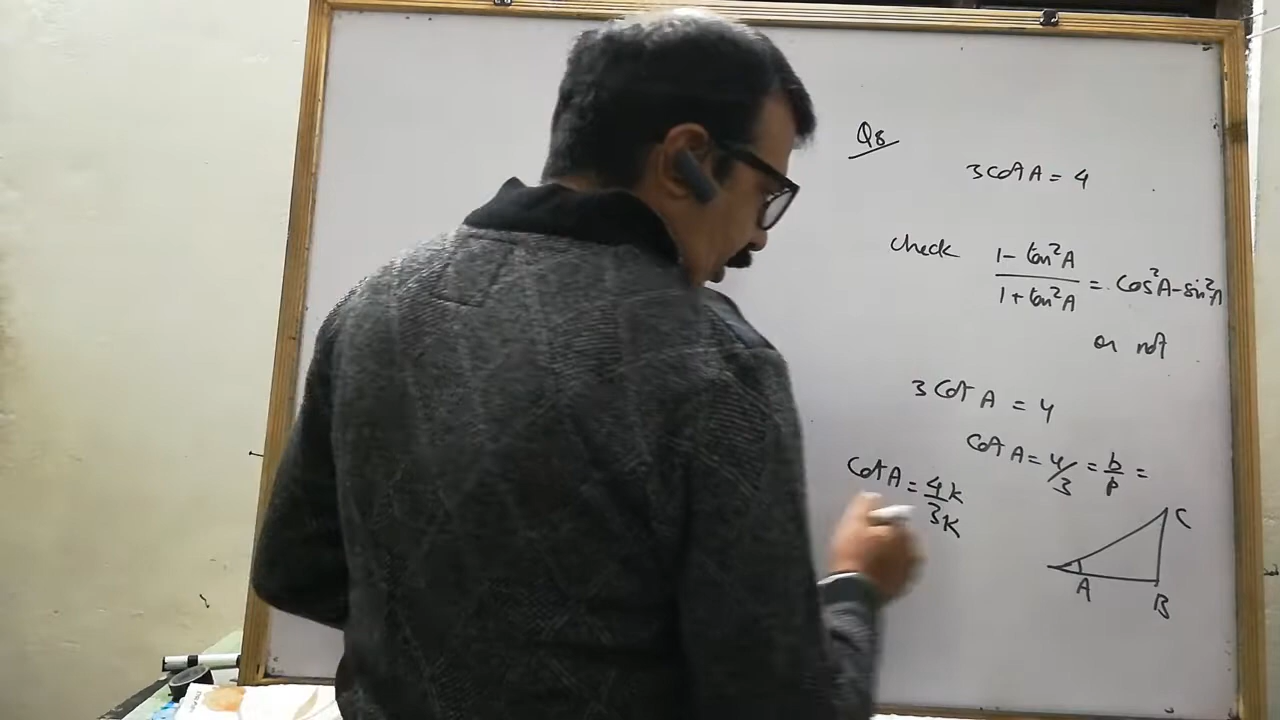 Q8
3 cot A = 4
check 1 - tan²A / 1 + tan²A = cos²A - sin²A
or not
3 cot A = 4
cot A = 4/3 = b/p =
cot A = 4K / 3K
C
A
B